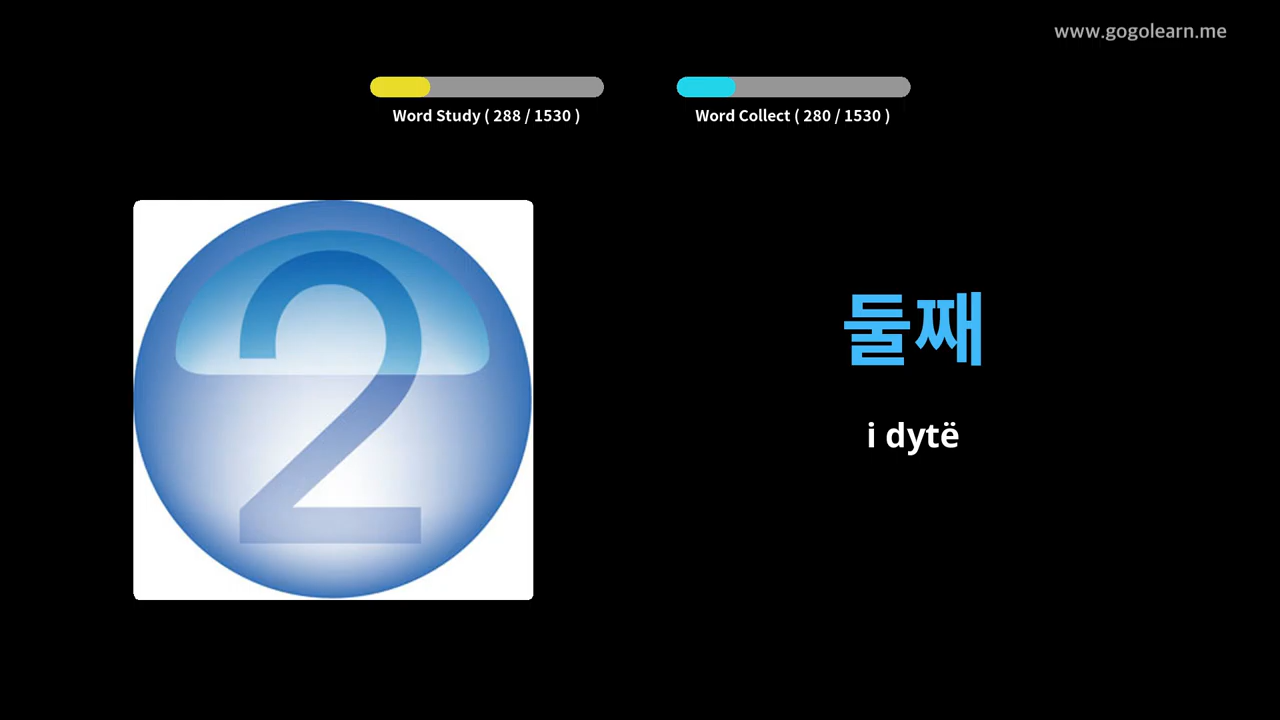 www.gogolearn.me
Word Study ( 288 / 1530 )
Word Collect ( 280 / 1530 )
2
둘째
i dytë